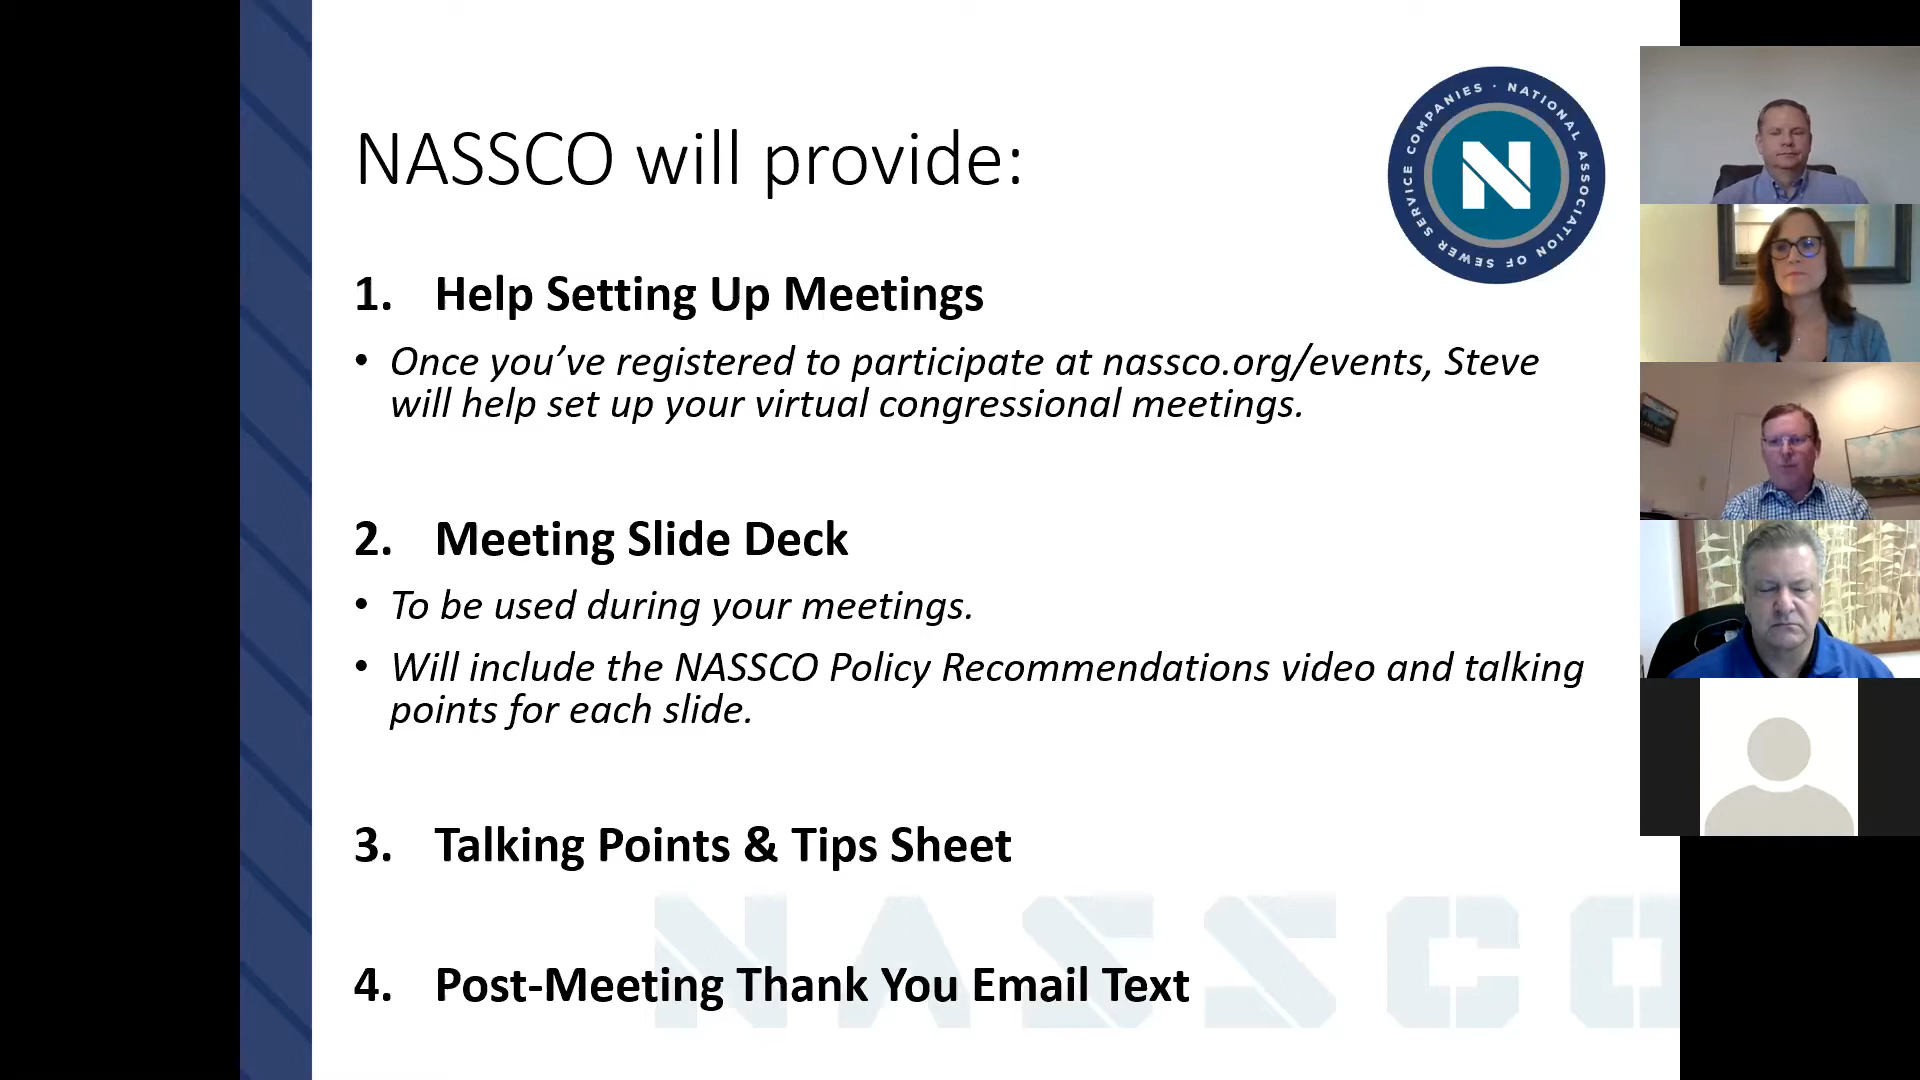 NASSCO will provide:
NATIONAL ASSOCIATION OF SEWER SERVICE COMPANIES ·
N
1. Help Setting Up Meetings
• Once you’ve registered to participate at nassco.org/events, Steve
will help set up your virtual congressional meetings.
2. Meeting Slide Deck
• To be used during your meetings.
• Will include the NASSCO Policy Recommendations video and talking
points for each slide.
3. Talking Points & Tips Sheet
4. Post-Meeting Thank You Email Text
NASSCO